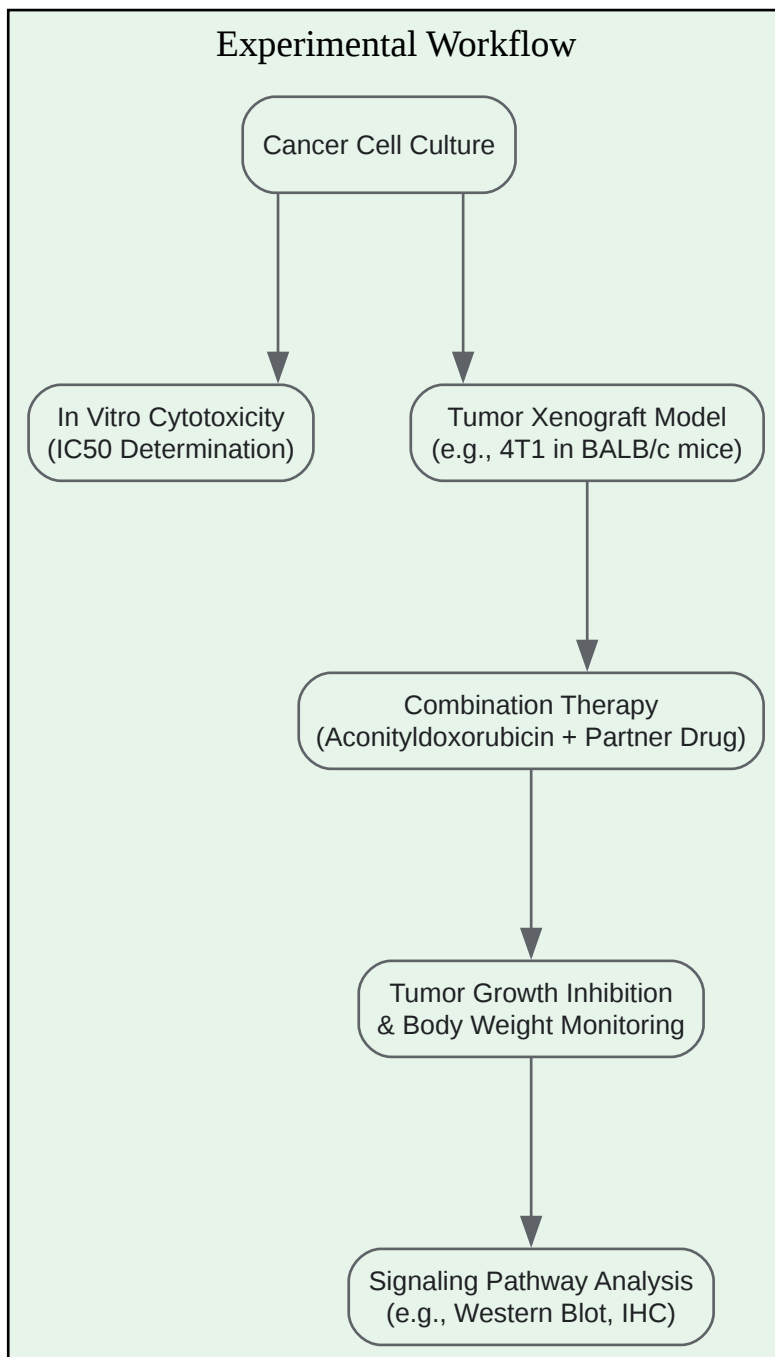 Experimental Workflow
Cancer Cell Culture
In Vitro Cytotoxicity
(IC50 Determination)
Tumor Xenograft Model
(e.g., 4T1 in BALB/c mice)
Combination Therapy
(Aconityldoxorubicin + Partner Drug)
Tumor Growth Inhibition
& Body Weight Monitoring
Signaling Pathway Analysis
(e.g., Western Blot, IHC)